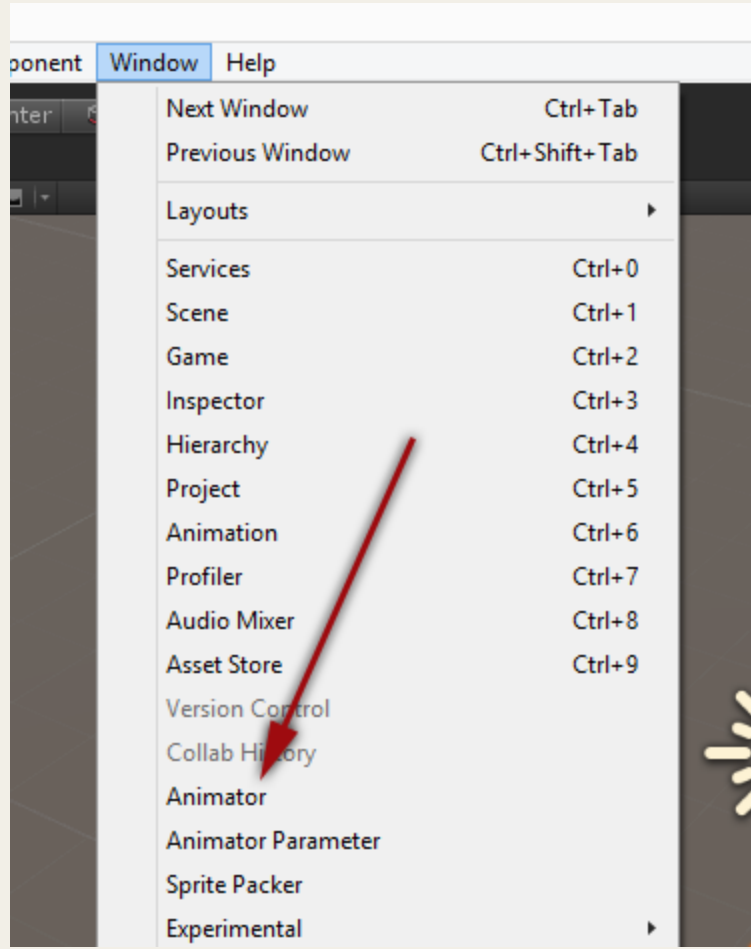 Window Help
Next Window Ctrl+Tab
Previous Window Ctrl+Shift+Tab
Layouts
Services Ctrl+0
Scene Ctrl+1
Game Ctrl+2
Inspector Ctrl+3
Hierarchy Ctrl+4
Project Ctrl+5
Animation Ctrl+6
Profiler Ctrl+7
Audio Mixer Ctrl+8
Asset Store Ctrl+9
Version Control
Collab History
Animator
Animator Parameter
Sprite Packer
Experimental